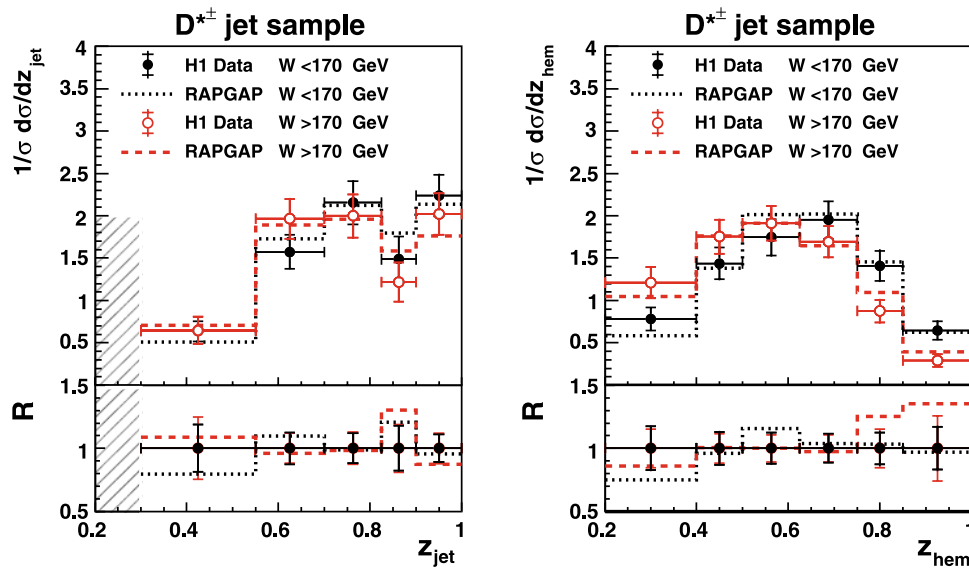 D*± jet sample
1/σ dσ/dz_jet
4
3.5
3
2.5
2
1.5
1
0.5
H1 Data W <170 GeV
RAPGAP W <170 GeV
H1 Data W >170 GeV
RAPGAP W >170 GeV
R
1.5
1
0.5
0.2 0.4 0.6 0.8 1
z_jet
D*± jet sample
1/σ dσ/dz_hem
4
3.5
3
2.5
2
1.5
1
0.5
H1 Data W <170 GeV
RAPGAP W <170 GeV
H1 Data W >170 GeV
RAPGAP W >170 GeV
R
1.5
1
0.5
0.2 0.4 0.6 0.8 1
z_hem